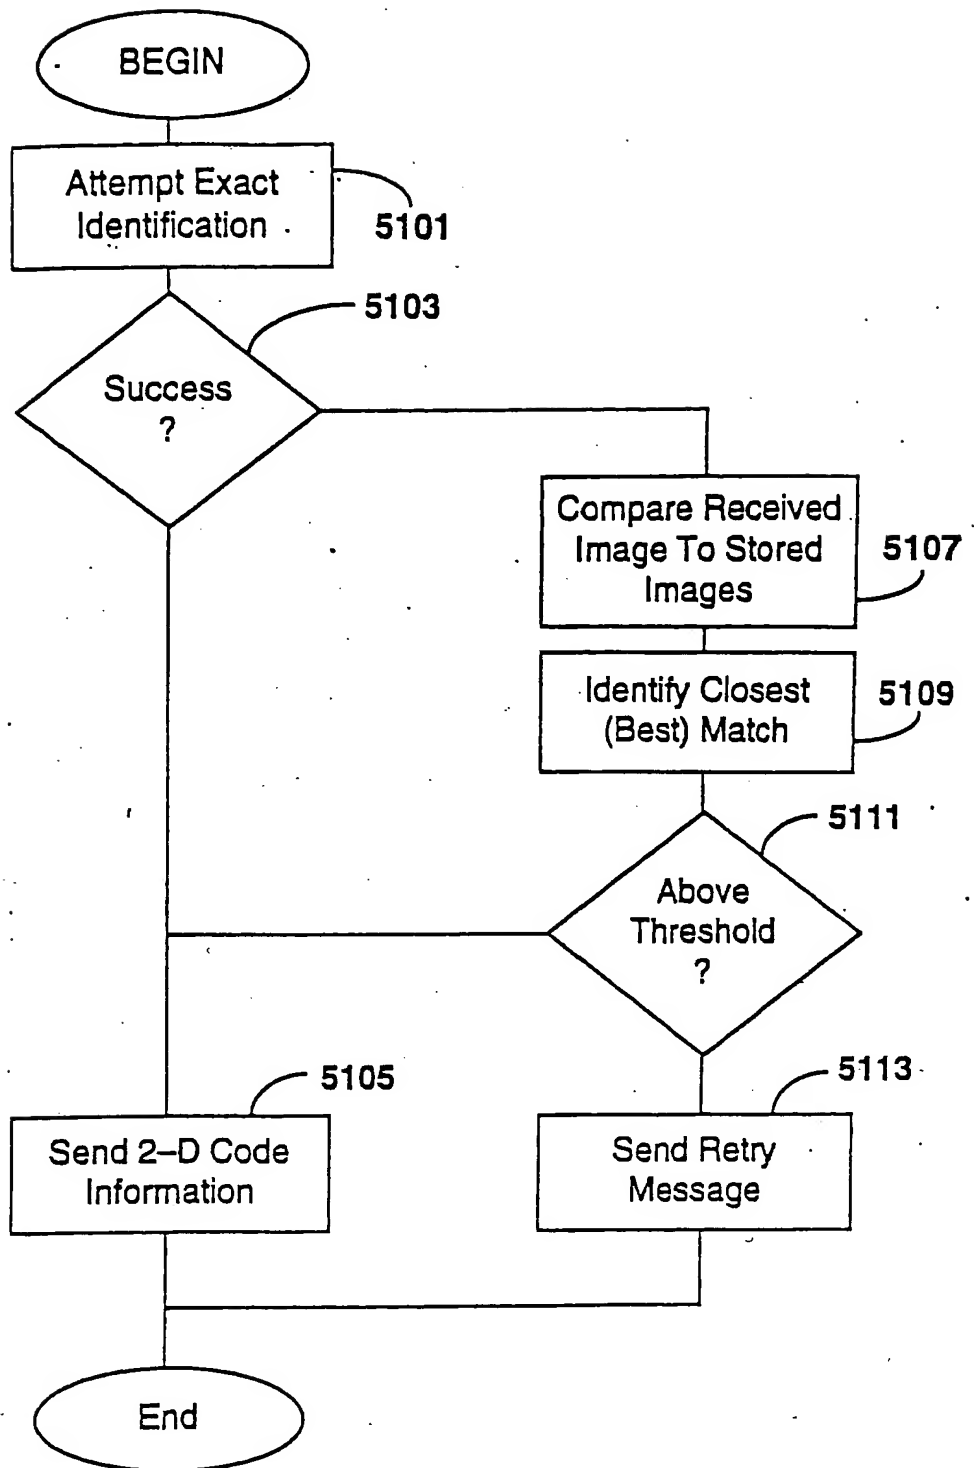 BEGIN
Attempt Exact
Identification
5101
5103
Success
?
Compare Received
Image To Stored
Images
5107
Identify Closest
(Best) Match
5109
5111
Above
Threshold
?
5105
Send 2-D Code
Information
5113
Send Retry
Message
End